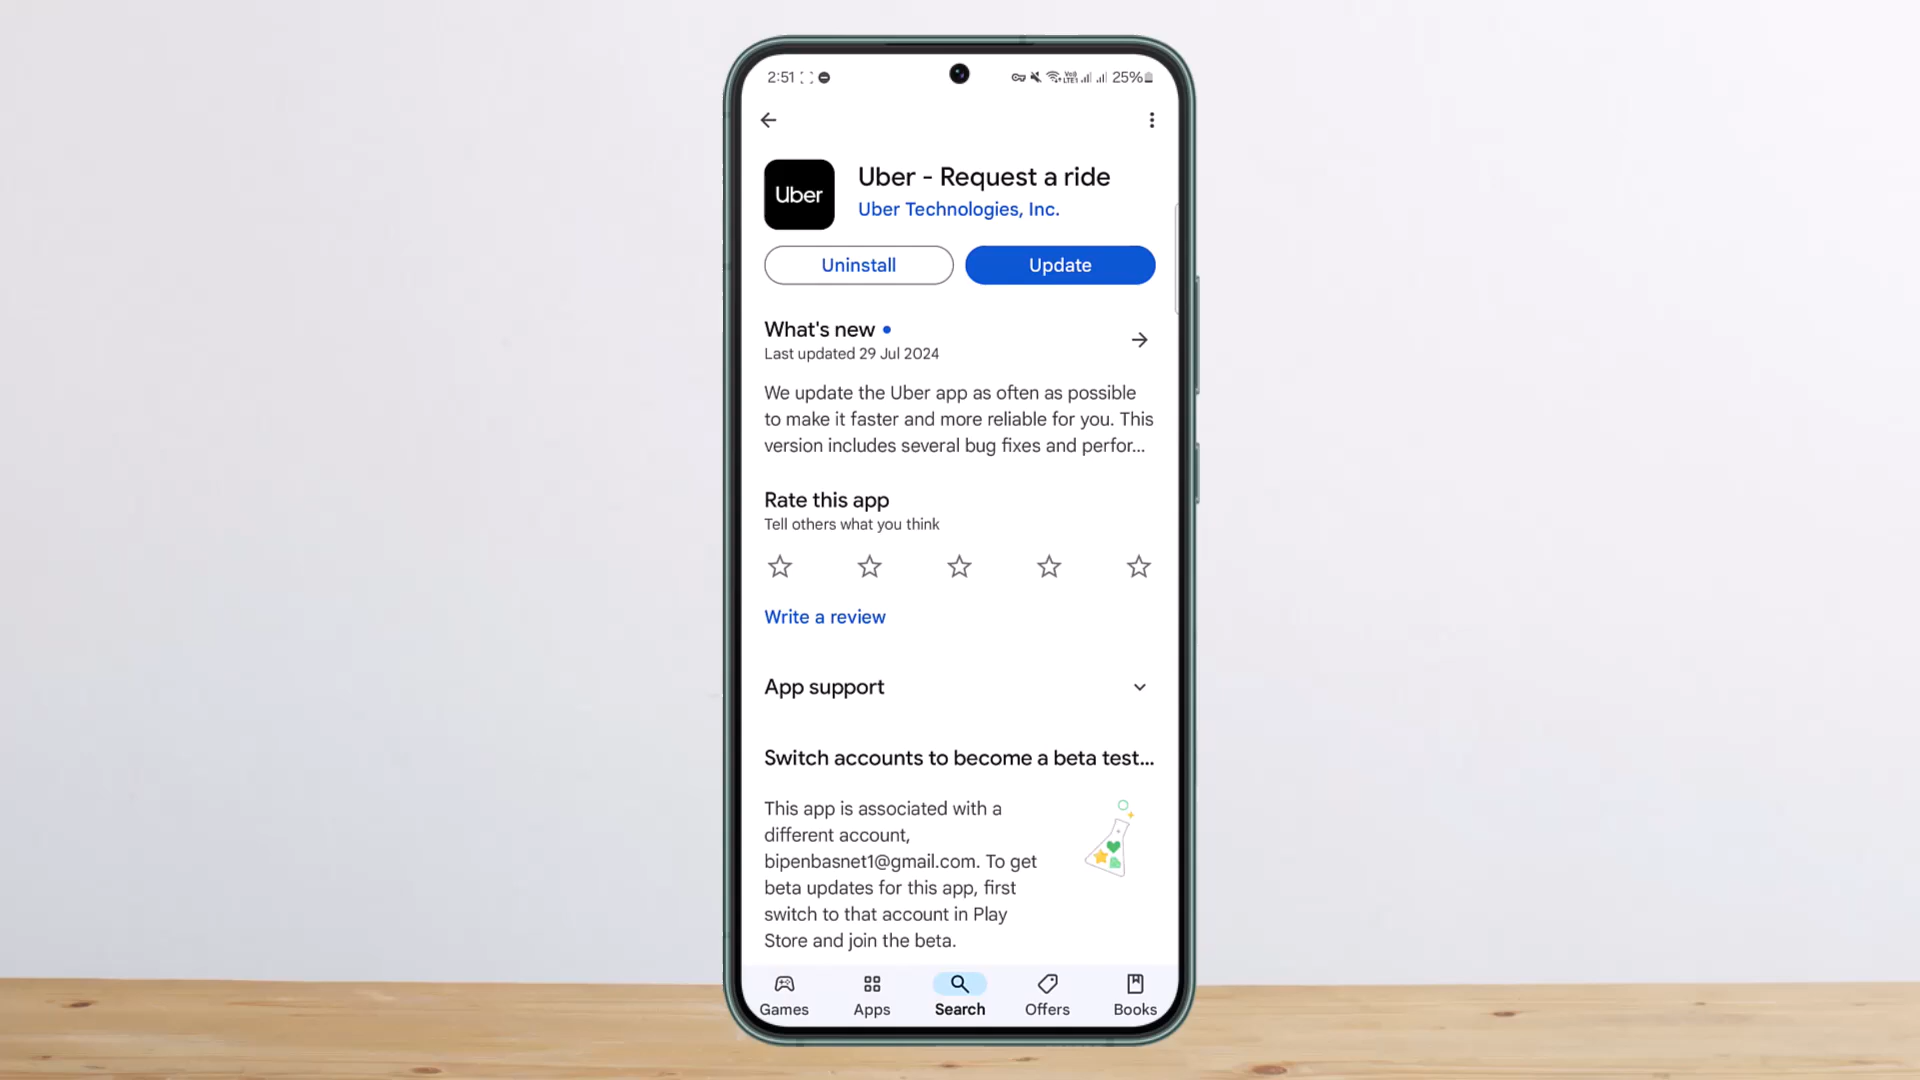 2:51 25%
Uber Uber - Request a ride
Uber Technologies, Inc.
Uninstall Update
What's new
Last updated 29 Jul 2024
We update the Uber app as often as possible
to make it faster and more reliable for you. This
version includes several bug fixes and perfor...
Rate this app
Tell others what you think
Write a review
App support
Switch accounts to become a beta test...
This app is associated with a
different account,
bipenbasnet1@gmail.com. To get
beta updates for this app, first
switch to that account in Play
Store and join the beta.
Games Apps Search Offers Books